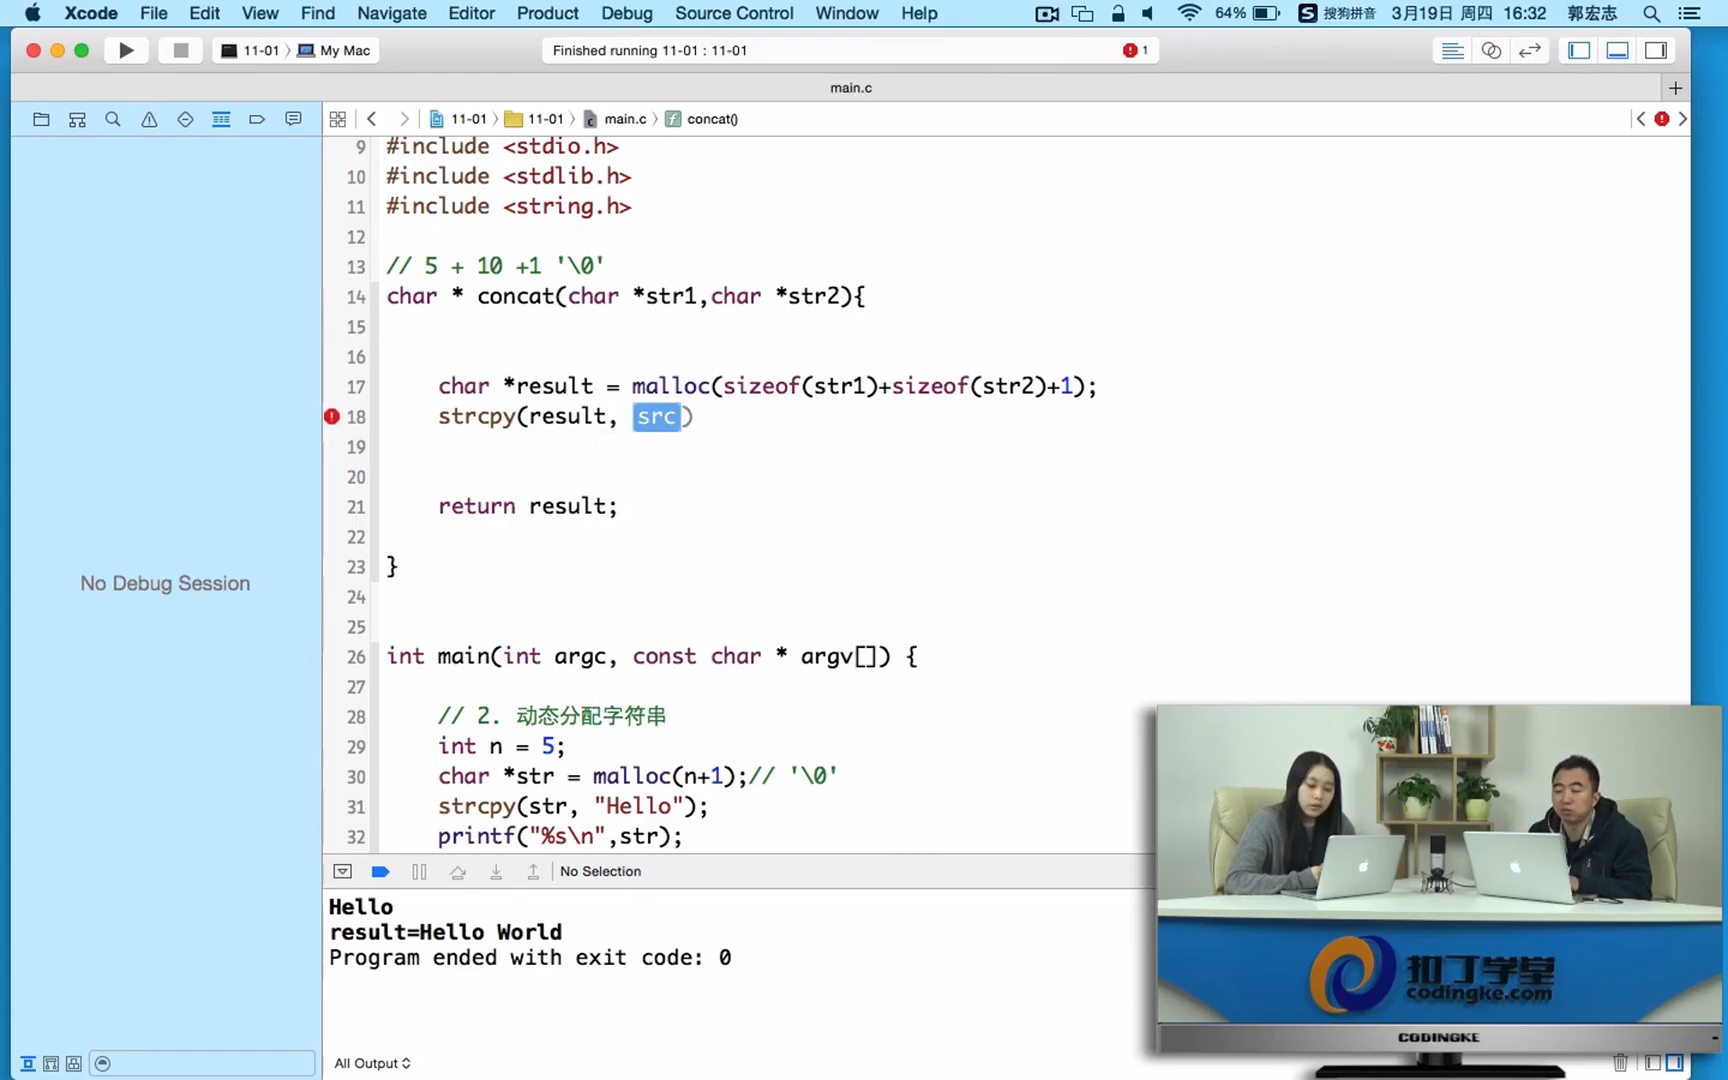 Xcode File Edit View Find Navigate Editor Product Debug Source Control Window Help 64% S 搜狗拼音 3月19日 周四 16:32 郭宏志
11-01 My Mac
Finished running 11-01 : 11-01
1
main.c
11-01 11-01 main.c concat()
9 #include <stdio.h>
10 #include <stdlib.h>
11 #include <string.h>
12
13 // 5 + 10 +1 '\0'
14 char * concat(char *str1,char *str2){
15
16
17 char *result = malloc(sizeof(str1)+sizeof(str2)+1);
18 strcpy(result, src)
19
20
21 return result;
22
23 }
24
25
26 int main(int argc, const char * argv[]) {
27
28 // 2. 动态分配字符串
29 int n = 5;
30 char *str = malloc(n+1);// '\0'
31 strcpy(str, "Hello");
32 printf("%s\n",str);
No Debug Session
No Selection
Hello
result=Hello World
Program ended with exit code: 0
All Output
扣丁学堂
codingke.com
CODINGKE